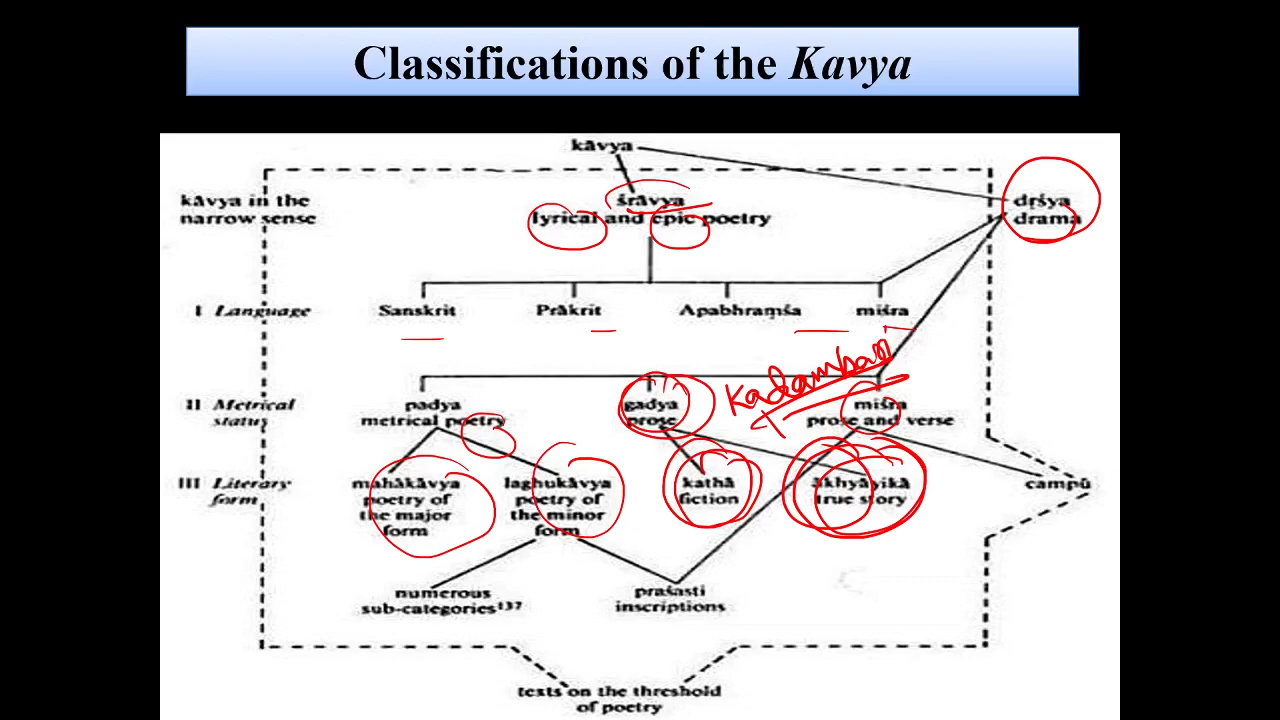 Classifications of the Kavya
kāvya
kāvya in the
narrow sense
śrāvya
lyrical and epic poetry
dṛśya
drama
I Language
Sanskrit
Prākrit
Apabhraṃśa
miśra
Kadambari
II Metrical
status
padya
metrical poetry
gadya
prose
miśra
prose and verse
III Literary
form
mahākāvya
poetry of
the major
form
laghukāvya
poetry of
the minor
form
kathā
fiction
ākhyāyikā
true story
campū
numerous
sub-categories¹³⁷
praśasti
inscriptions
texts on the threshold
of poetry